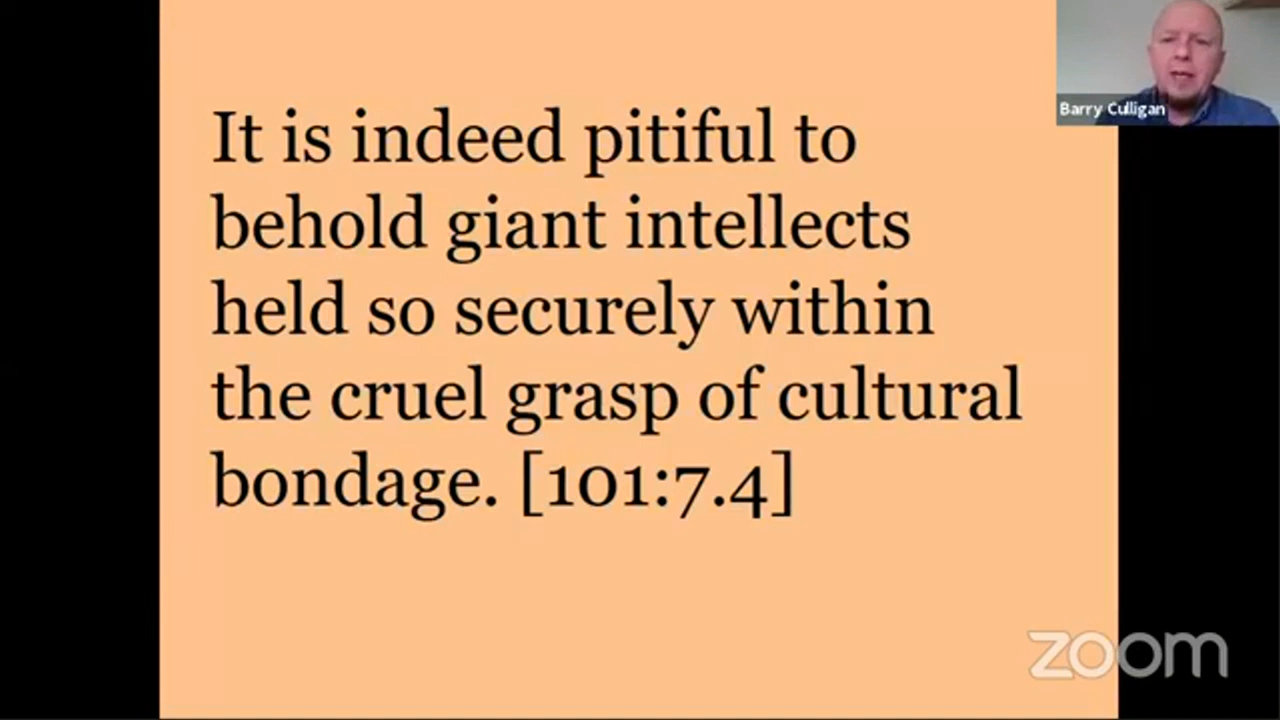 It is indeed pitiful to
behold giant intellects
held so securely within
the cruel grasp of cultural
bondage. [101:7.4]
Barry Culligan
zoom